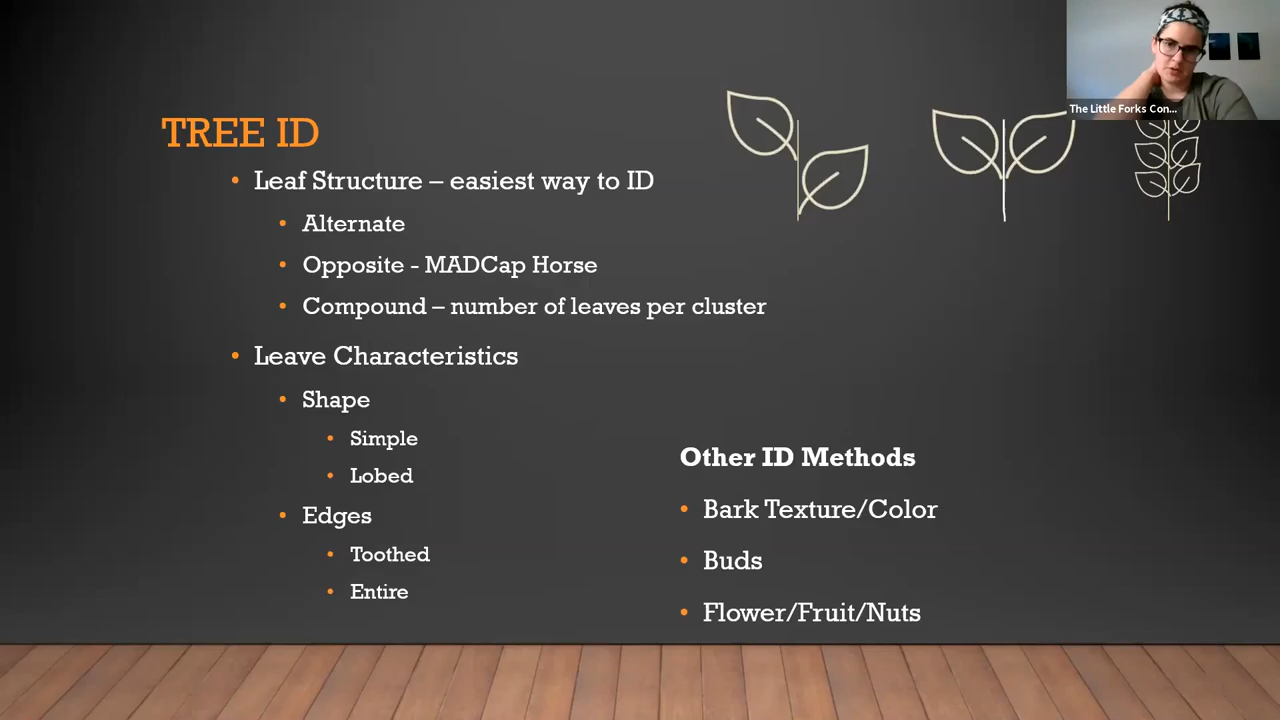 TREE ID
• Leaf Structure – easiest way to ID
• Alternate
• Opposite - MADCap Horse
• Compound – number of leaves per cluster
• Leave Characteristics
• Shape
• Simple
• Lobed
• Edges
• Toothed
• Entire
Other ID Methods
• Bark Texture/Color
• Buds
• Flower/Fruit/Nuts
The Little Forks Con...